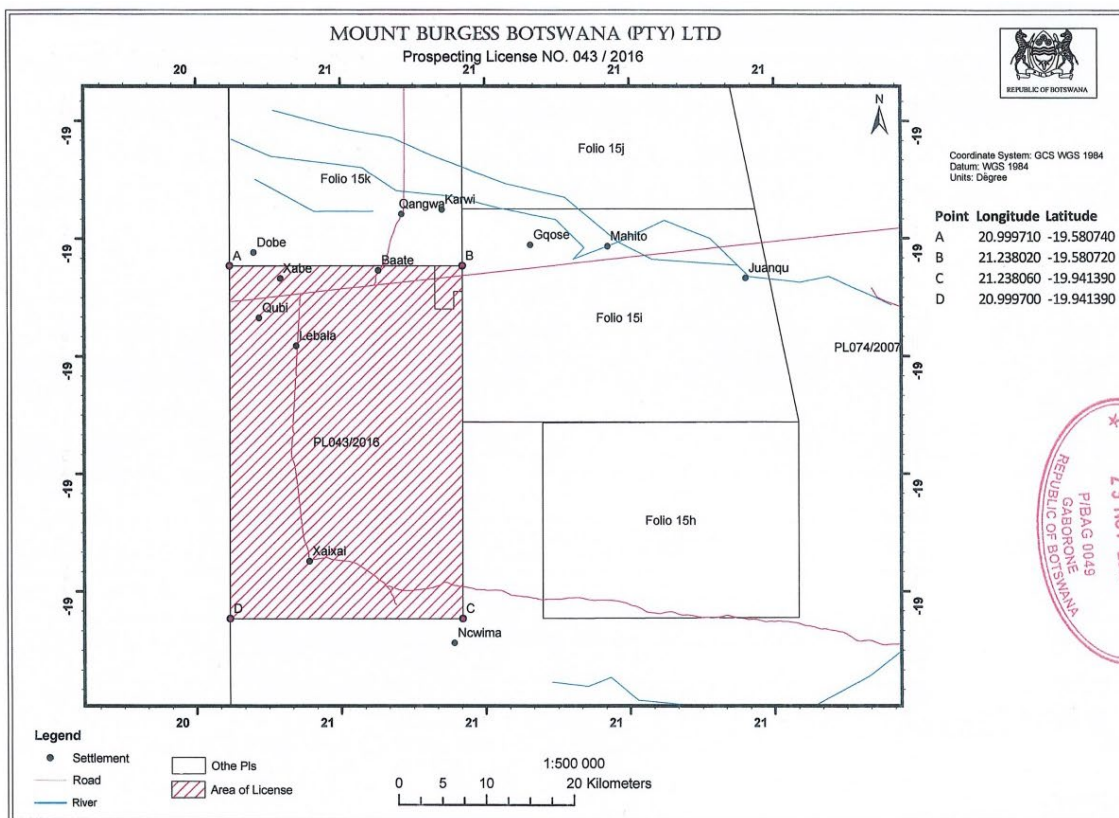 MOUNT BURGESS BOTSWANA (PTY) LTD
Prospecting License NO. 043 / 2016
REPUBLIC OF BOTSWANA
20 21 21 21 21
N
-19
-19
-19
-19
-19
-19
-19
-19
-19
-19
Folio 15j
Folio 15k
Karwi
Qangwa
Gqose
Mahito
Dobe
A
B
Baate
Xabe
Juanqu
Qubi
Folio 15i
Lebala
PL074/2007
PL043/2016
Folio 15h
Xaixai
D
C
Ncwima
20 21 21 21 21
Coordinate System: GCS WGS 1984
Datum: WGS 1984
Units: Degree
Point Longitude Latitude
A 20.999710 -19.580740
B 21.238020 -19.580720
C 21.238060 -19.941390
D 20.999700 -19.941390
P/BAG 0049
GABORONE
REPUBLIC OF BOTSWANA
Legend
Settlement
Road
River
Othe Pls
Area of License
1:500 000
0 5 10 20 Kilometers